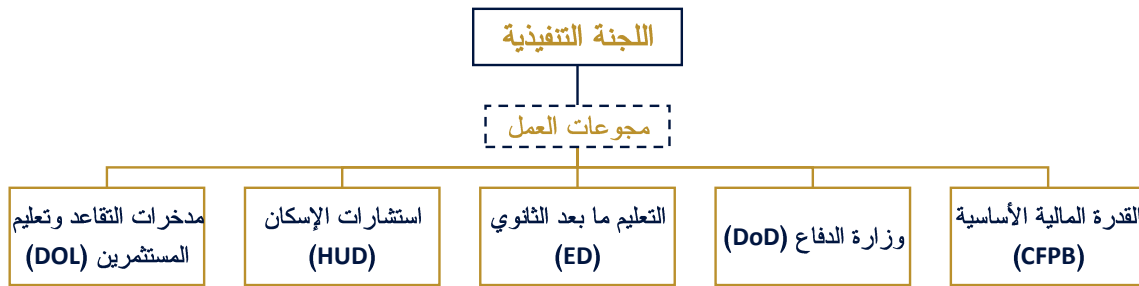 اللجنة التنفيذية
مجوعات العمل
القدرة المالية الأساسية
(CFPB)
وزارة الدفاع (DoD)
التعليم ما بعد الثانوي
(ED)
استشارات الإسكان
(HUD)
مدخرات التقاعد وتعليم
المستثمرين (DOL)